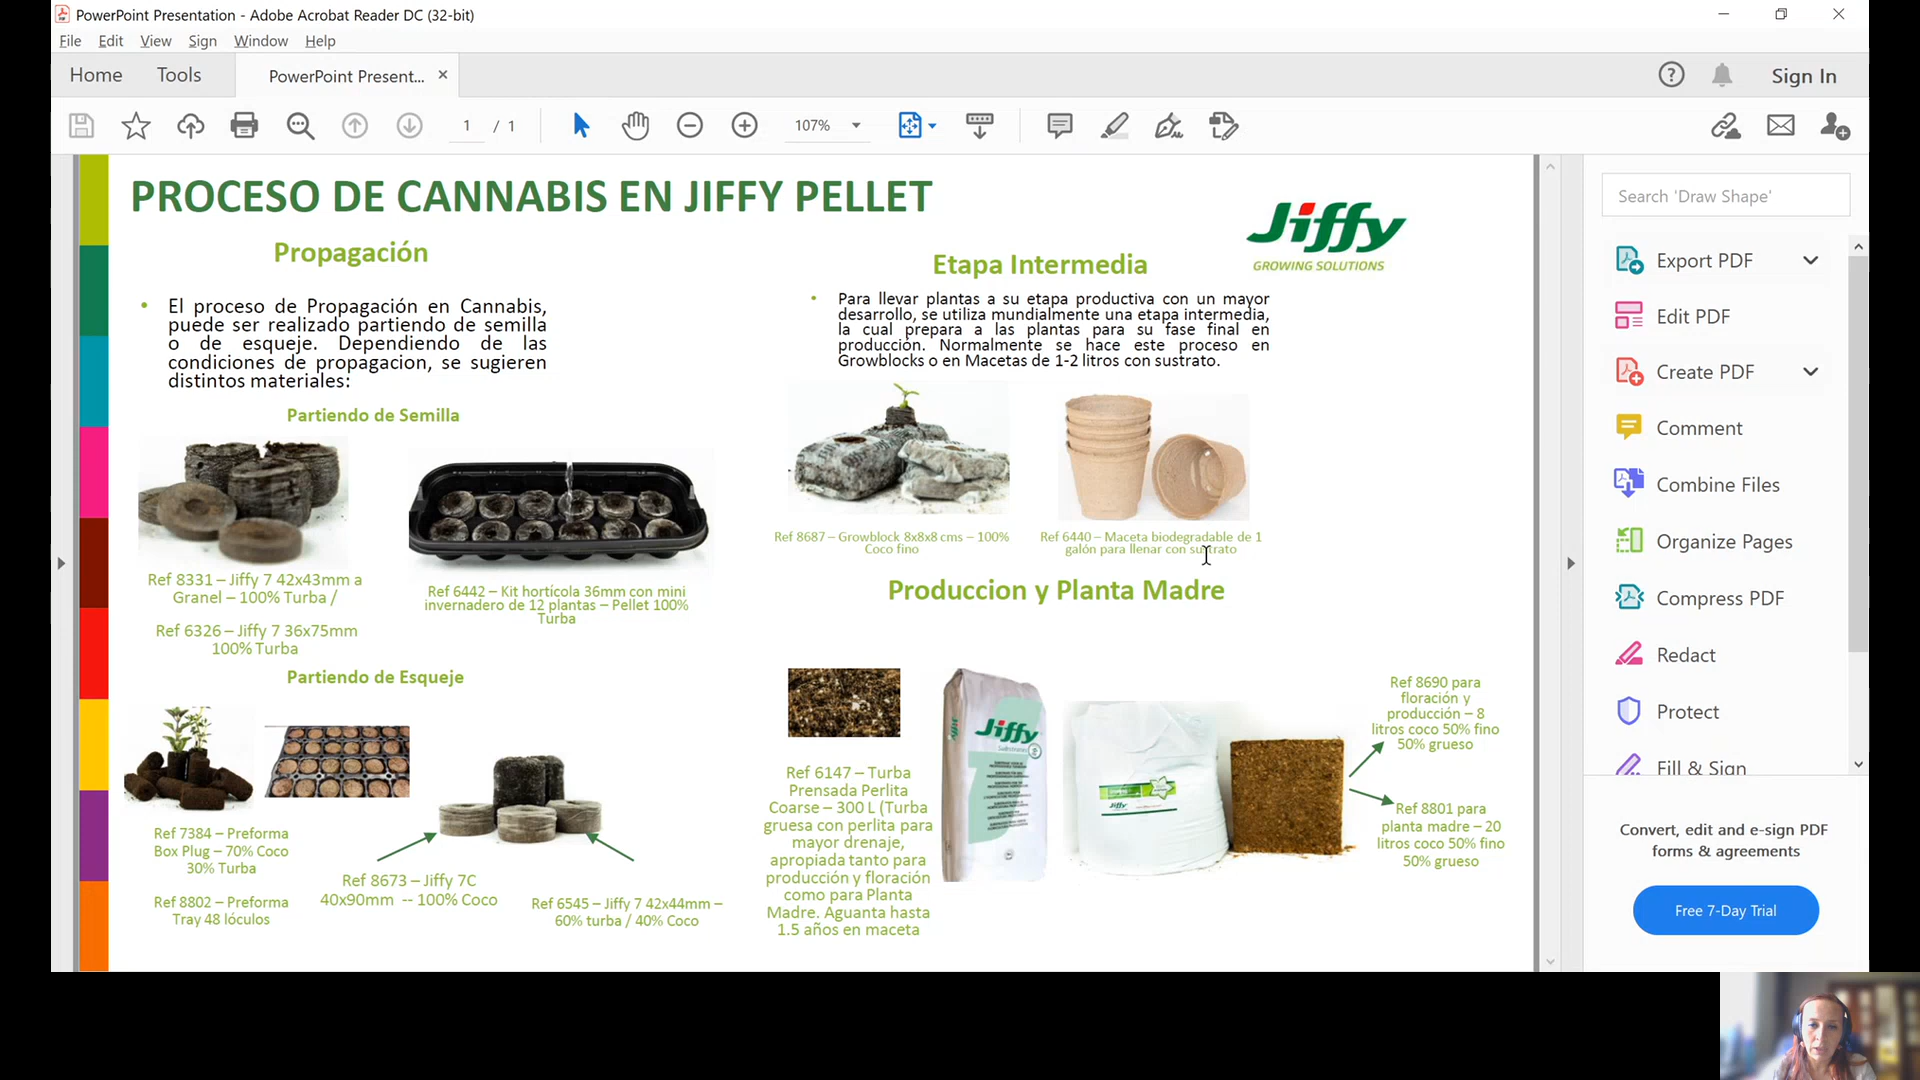 PowerPoint Presentation - Adobe Acrobat Reader DC (32-bit)
File Edit View Sign Window Help
Home Tools PowerPoint Present... Sign In
1 / 1 107%
PROCESO DE CANNABIS EN JIFFY PELLET
Jiffy
GROWING SOLUTIONS
Propagación
• El proceso de Propagación en Cannabis,
puede ser realizado partiendo de semilla
o de esqueje. Dependiendo de las
condiciones de propagacion, se sugieren
distintos materiales:
Partiendo de Semilla
Ref 8331 – Jiffy 7 42x43mm a
Granel – 100% Turba /
Ref 6326 – Jiffy 7 36x75mm
100% Turba
Ref 6442 – Kit hortícola 36mm con mini
invernadero de 12 plantas – Pellet 100%
Turba
Partiendo de Esqueje
Ref 7384 – Preforma
Box Plug – 70% Coco
30% Turba
Ref 8802 – Preforma
Tray 48 lóculos
Ref 8673 – Jiffy 7C
40x90mm -- 100% Coco
Ref 6545 – Jiffy 7 42x44mm –
60% turba / 40% Coco
Etapa Intermedia
• Para llevar plantas a su etapa productiva con un mayor
desarrollo, se utiliza mundialmente una etapa intermedia,
la cual prepara a las plantas para su fase final en
producción. Normalmente se hace este proceso en
Growblocks o en Macetas de 1-2 litros con sustrato.
Ref 8687 – Growblock 8x8x8 cms – 100%
Coco fino
Ref 6440 – Maceta biodegradable de 1
galón para llenar con sustrato
Produccion y Planta Madre
Ref 6147 – Turba
Prensada Perlita
Coarse – 300 L (Turba
gruesa con perlita para
mayor drenaje,
apropiada tanto para
producción y floración
como para Planta
Madre. Aguanta hasta
1.5 años en maceta
Jiffy
Substrates
Jiffy
Ref 8690 para
floración y
producción – 8
litros coco 50% fino
50% grueso
Ref 8801 para
planta madre – 20
litros coco 50% fino
50% grueso
Search 'Draw Shape'
Export PDF
Edit PDF
Create PDF
Comment
Combine Files
Organize Pages
Compress PDF
Redact
Protect
Fill & Sign
Convert, edit and e-sign PDF
forms & agreements
Free 7-Day Trial